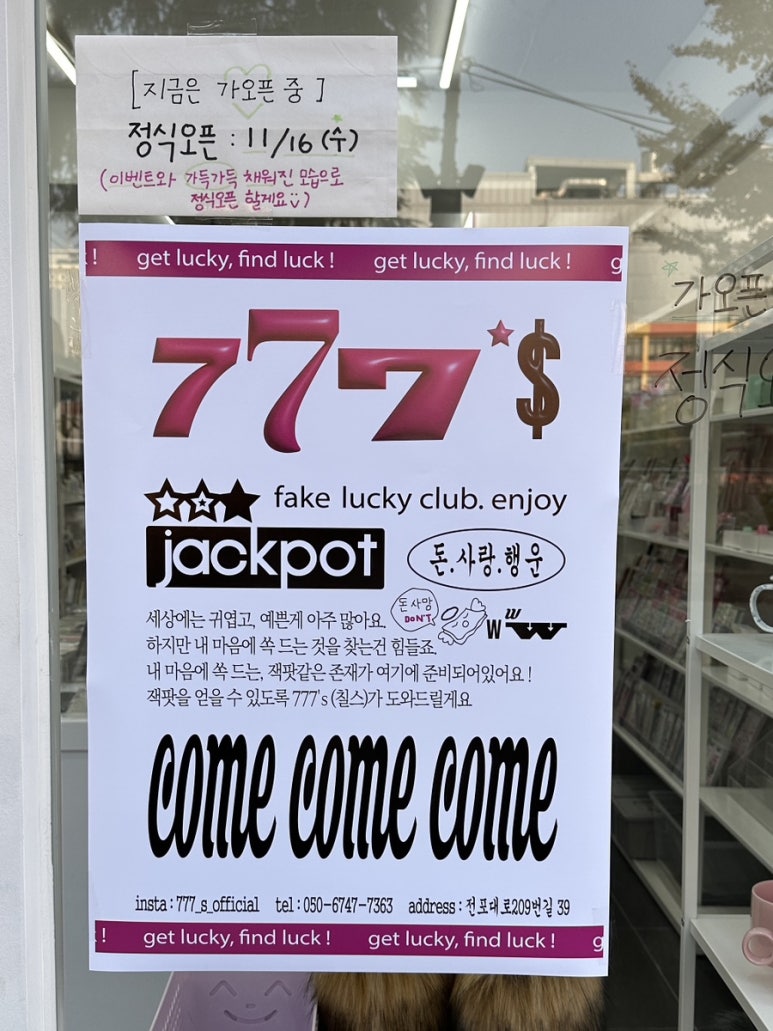 [지금은 가오픈 중]
정식오픈 : 11/16 (수)
(이벤트와 가득가득 채워진 모습으로
정식오픈 할게요)
! get lucky, find luck ! get lucky, find luck ! g
777's
fake lucky club. enjoy
jackpot 돈.사랑.행운
세상에는 귀엽고, 예쁜게 아주 많아요.
하지만 내 마음에 쏙 드는 것을 찾는건 힘들죠.
내 마음에 쏙 드는, 잭팟같은 존재가 여기에 준비되어있어요 !
잭팟을 얻을 수 있도록 777's (칠스)가 도와드릴게요
돈 사망
DON'T
W W W
come come come
insta : 777_s_official tel : 050-6747-7363 address : 전포대로209번길 39
! get lucky, find luck ! get lucky, find luck ! g
가오픈
정식오